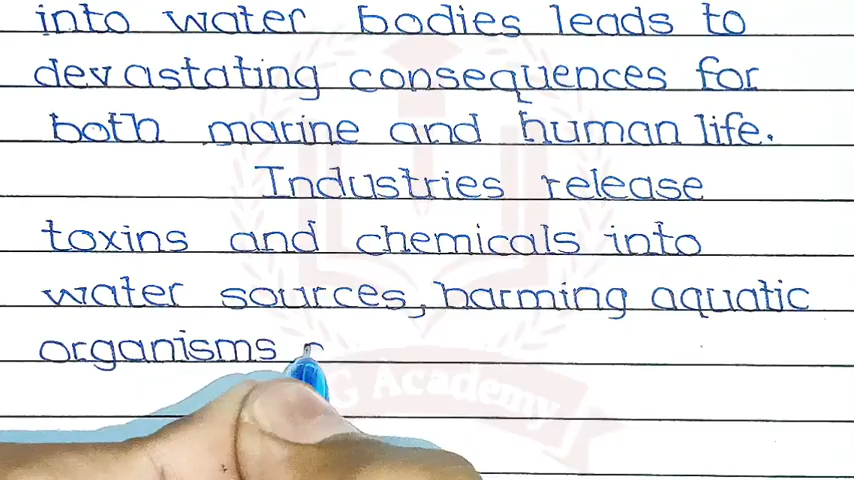 into water bodies leads to
devastating consequences for
both marine and human life.
Industries release
toxins and chemicals into
water sources, harming aquatic
organisms
G Academy